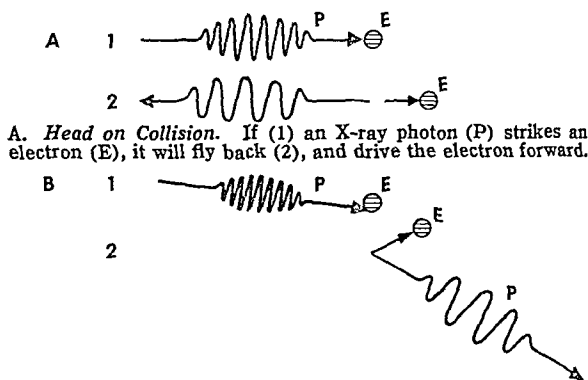 A 1 P E
2 E
A. Head on Collision. If (1) an X-ray photon (P) strikes an
electron (E), it will fly back (2), and drive the electron forward.
B 1 P E
2 E
P